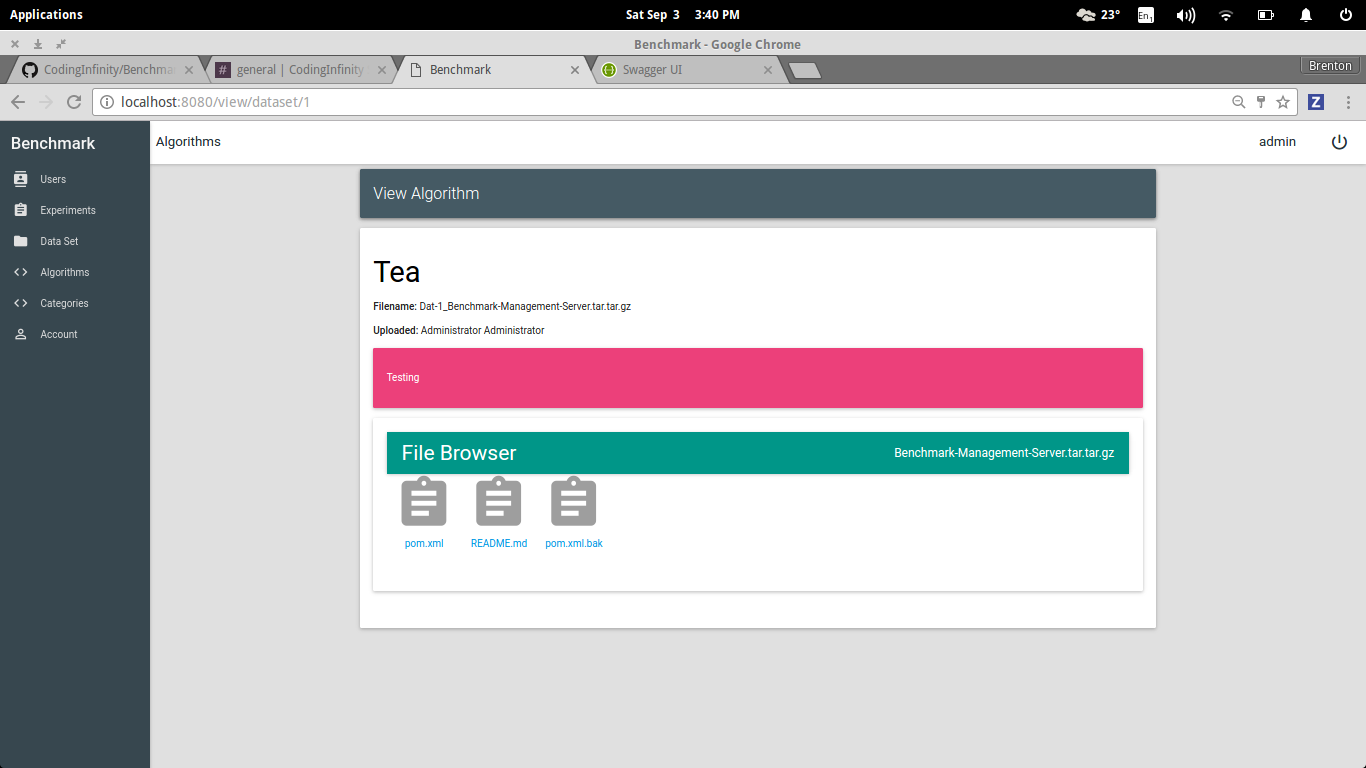 Applications
Sat Sep 3 3:40 PM
23°
En1
Benchmark - Google Chrome
CodingInfinity/Benchma
general | CodingInfinity
Benchmark
Swagger UI
Brenton
localhost:8080/view/dataset/1
Z
Benchmark
Algorithms
admin
Users
Experiments
Data Set
Algorithms
Categories
Account
View Algorithm
Tea
Filename: Dat-1_Benchmark-Management-Server.tar.tar.gz
Uploaded: Administrator Administrator
Testing
File Browser
Benchmark-Management-Server.tar.tar.gz
pom.xml
README.md
pom.xml.bak